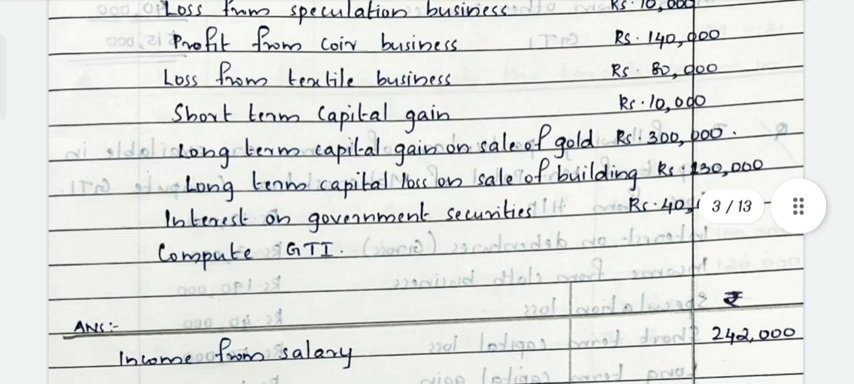 Loss from speculation business Rs. 10,000
Profit from coir business Rs. 140,000
Loss from textile business Rs. 80,000
Short term capital gain Rs. 10,000
Long term capital gain on sale of gold Rs. 300,000.
Long term capital loss on sale of building Rs. 130,000
Interest on government securities Rs. 40,
3 / 13
Compute GTI.
₹
Ans:-
Income from salary 242,000